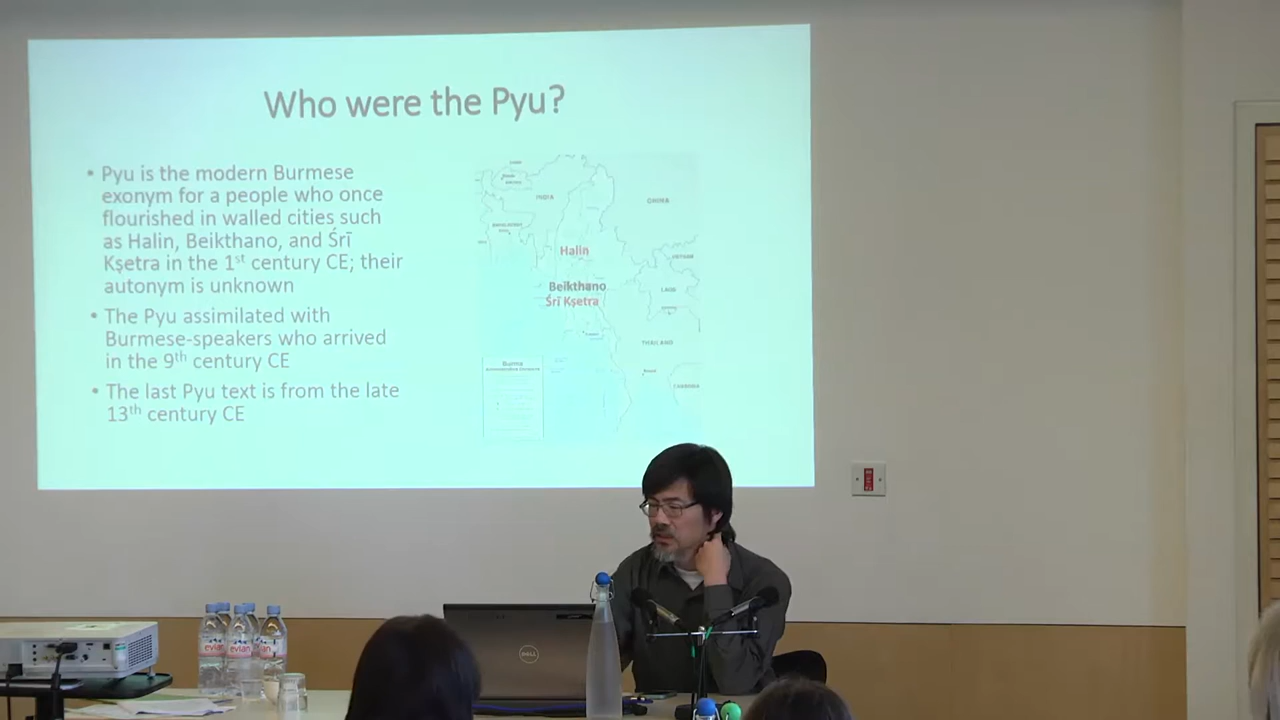 Who were the Pyu?
• Pyu is the modern Burmese
exonym for a people who once
flourished in walled cities such
as Halin, Beikthano, and Śrī
Kṣetra in the 1st century CE; their
autonym is unknown
• The Pyu assimilated with
Burmese-speakers who arrived
in the 9th century CE
• The last Pyu text is from the late
13th century CE
INDIA
CHINA
Halin
Beikthano
Śrī Kṣetra
LAOS
THAILAND
CAMBODIA
Burma
evian
evian
DELL